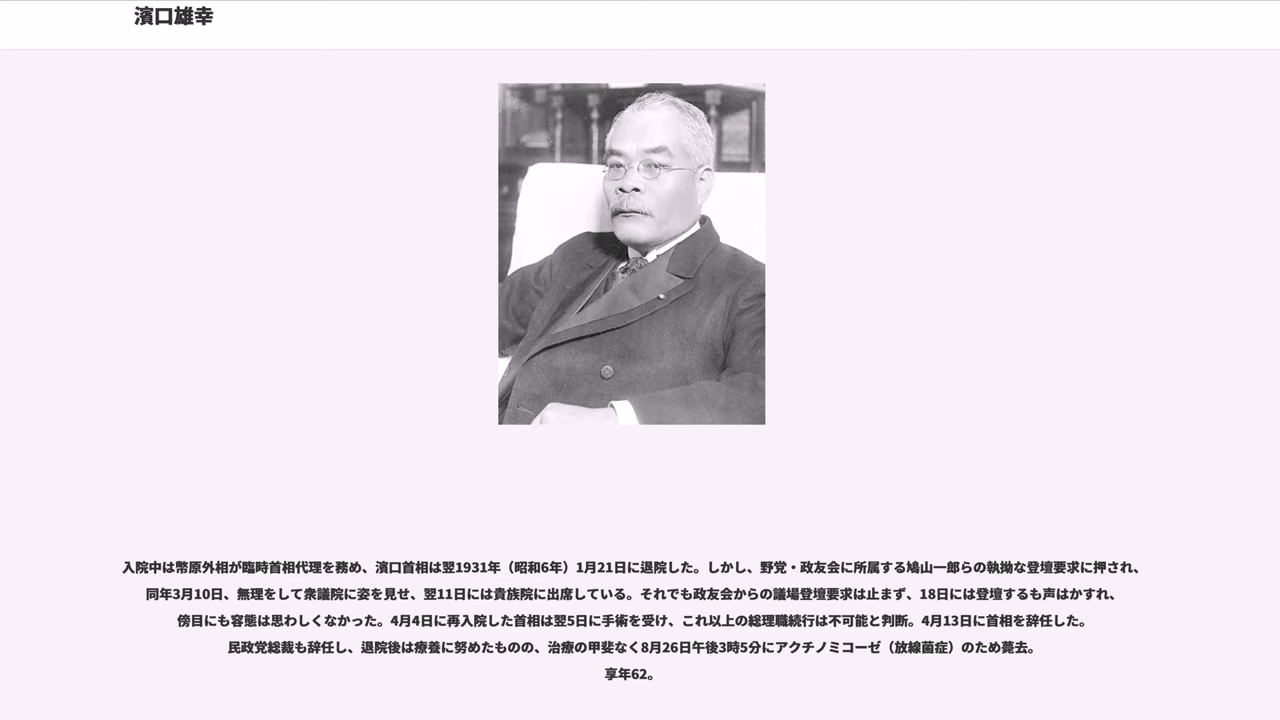 濱口雄幸
入院中は幣原外相が臨時首相代理を務め、濱口首相は翌1931年（昭和6年）1月21日に退院した。しかし、野党・政友会に所属する鳩山一郎らの執拗な登壇要求に押され、
同年3月10日、無理をして衆議院に姿を見せ、翌11日には貴族院に出席している。それでも政友会からの議場登壇要求は止まず、18日には登壇するも声はかすれ、
傍目にも容態は思わしくなかった。4月4日に再入院した首相は翌5日に手術を受け、これ以上の総理職続行は不可能と判断。4月13日に首相を辞任した。
民政党総裁も辞任し、退院後は療養に努めたものの、治療の甲斐なく8月26日午後3時5分にアクチノミコーゼ（放線菌症）のため薨去。
享年62。